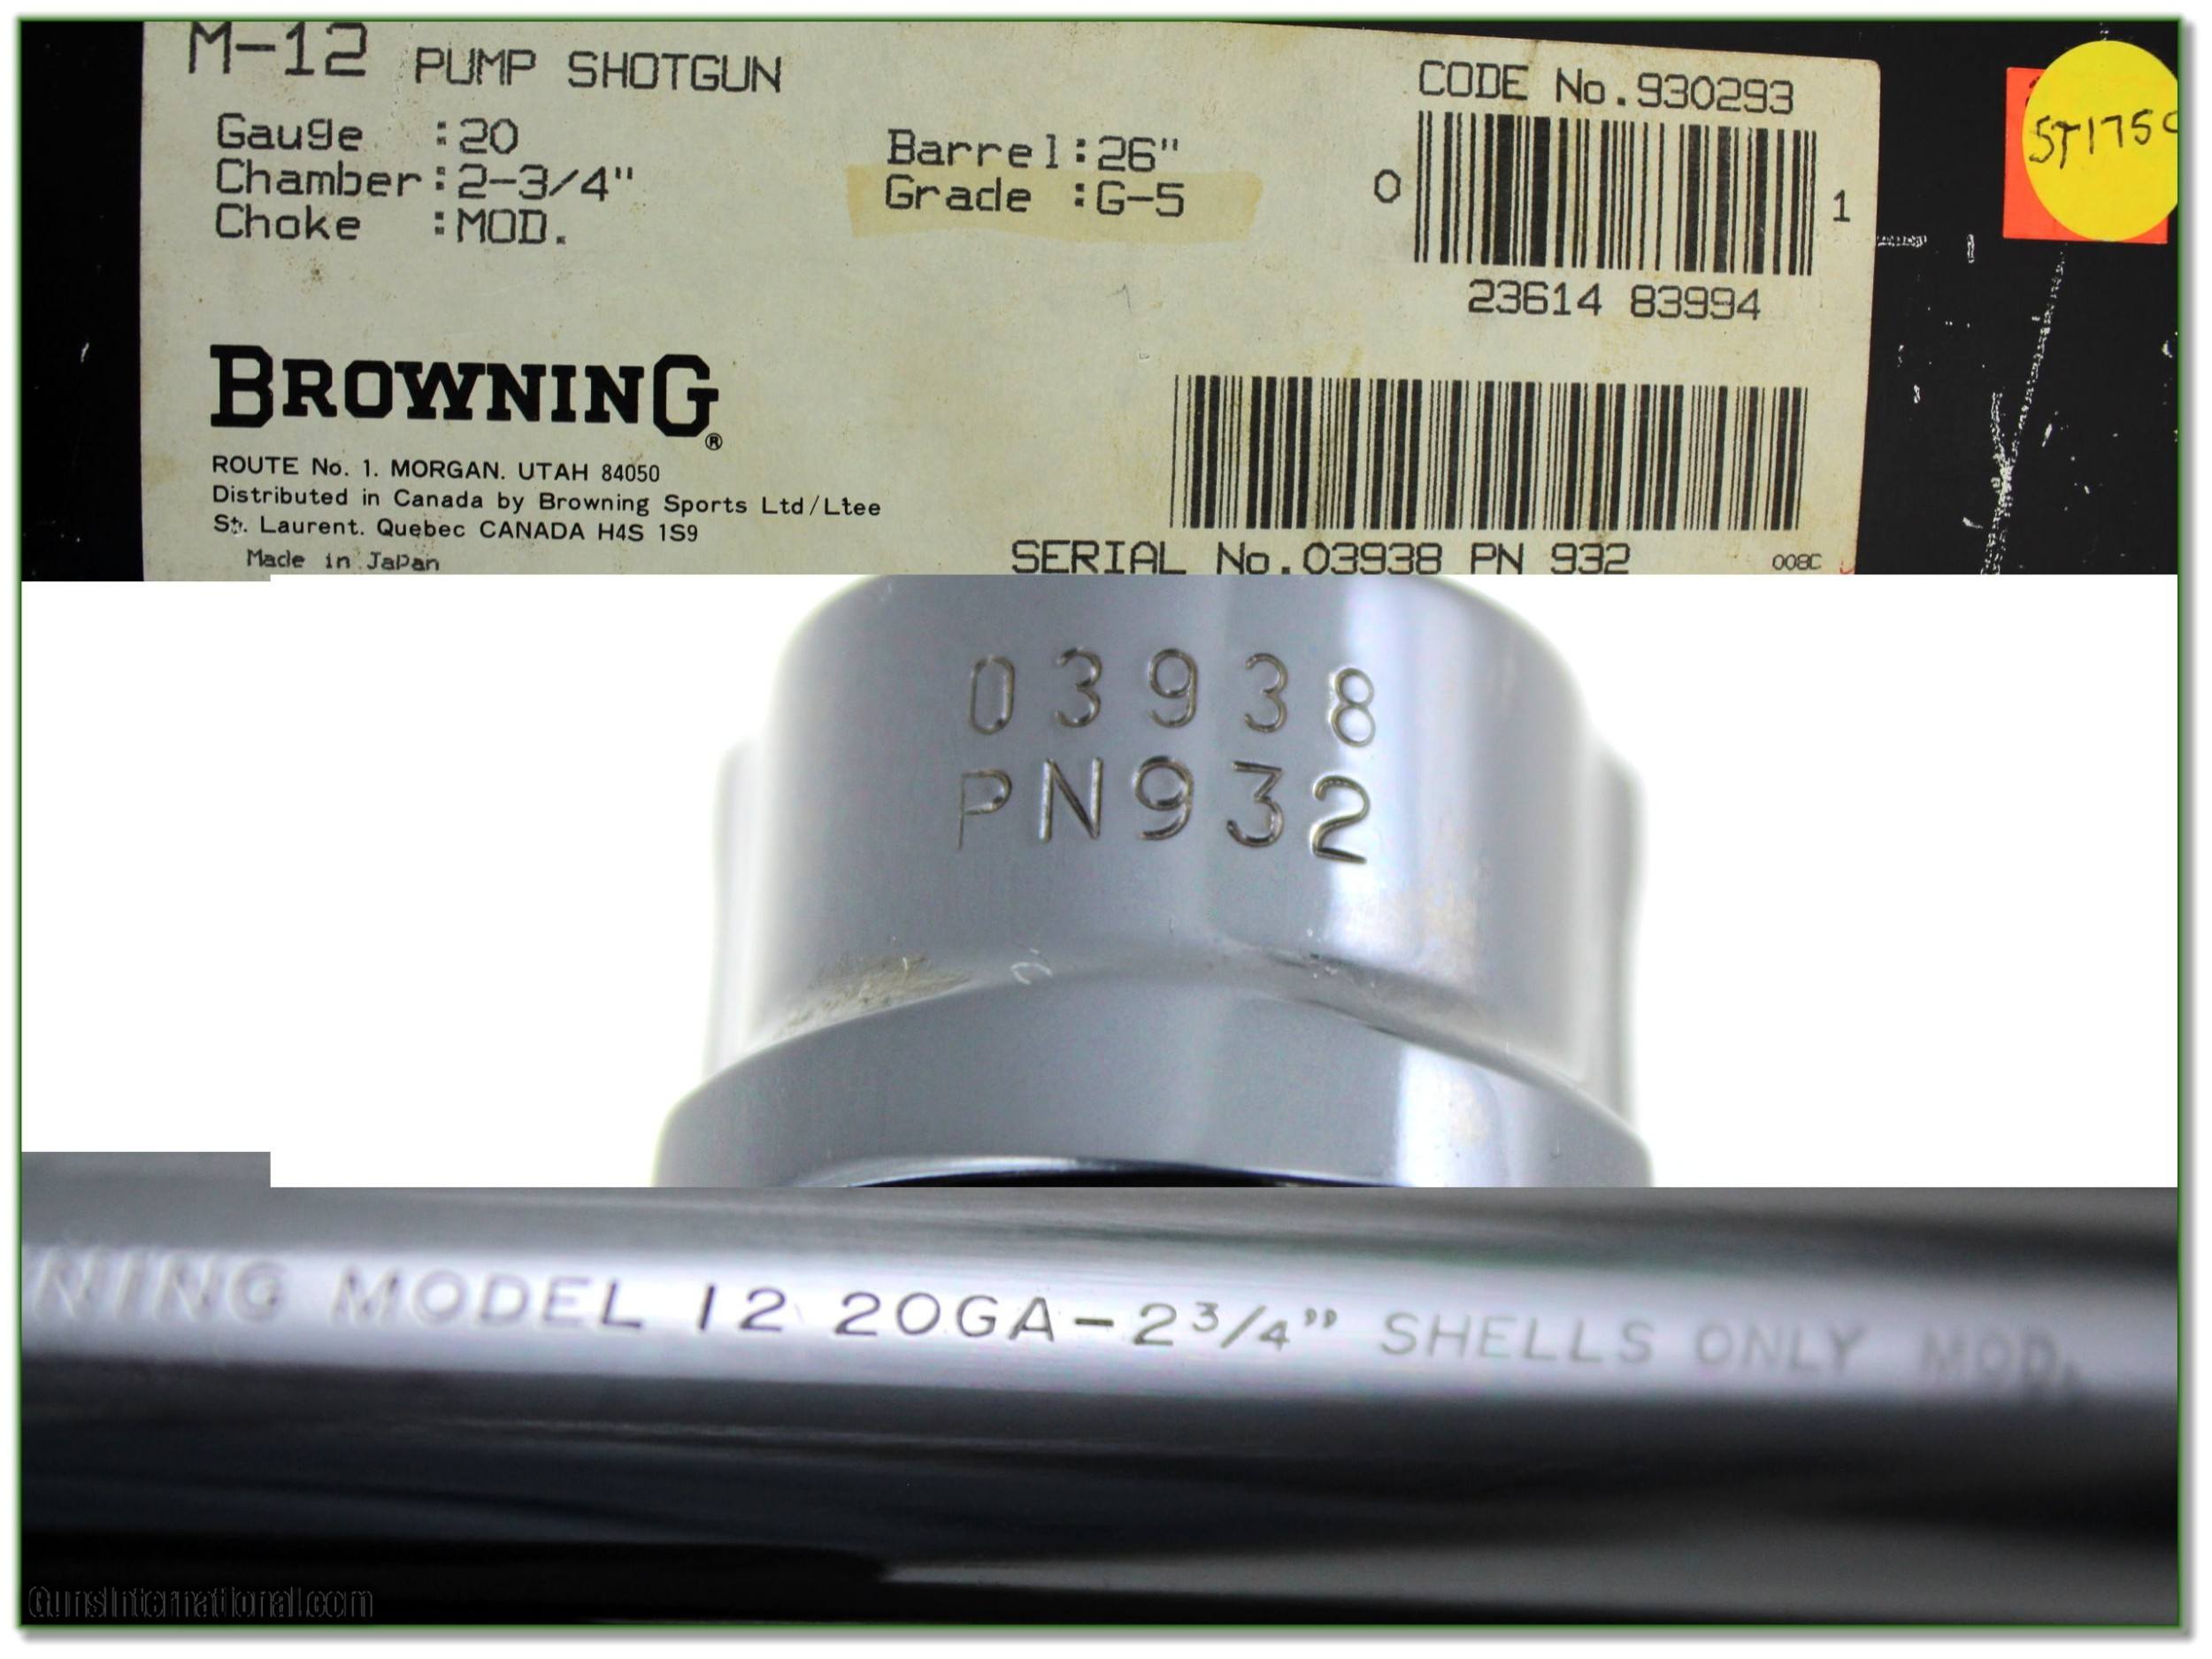 M-12 PUMP SHOTGUN
Gauge :20
Chamber:2-3/4"
Choke :MOD.
Barrel:26"
Grade :G-5
CODE No.930293
0 1
23614 83994
BROWNING®
ROUTE No. 1. MORGAN. UTAH 84050
Distributed in Canada by Browning Sports Ltd/Ltee
St. Laurent. Quebec CANADA H4S 1S9
Made in Japan
SERIAL No.03938 PN 932
008C
03938
PN932
NING MODEL 12 20GA-2 3/4" SHELLS ONLY MOD.
GunsInternational.com